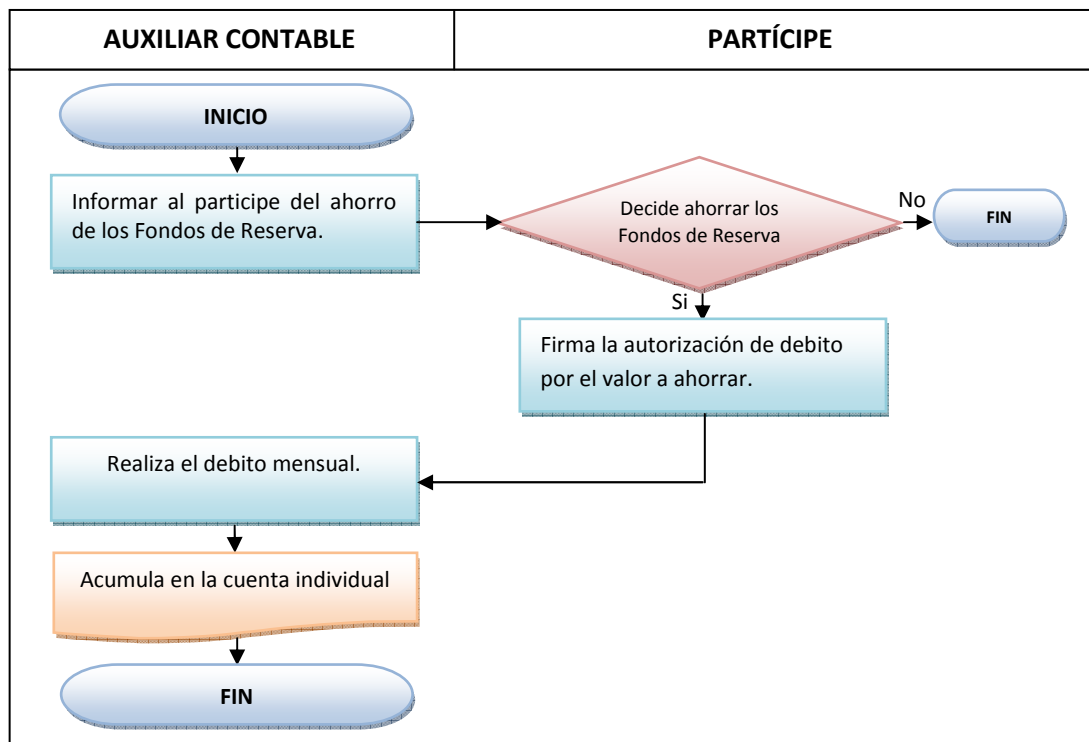 AUXILIAR CONTABLE
PARTÍCIPE
INICIO
Informar al participe del ahorro
de los Fondos de Reserva.
Decide ahorrar los
Fondos de Reserva
No
FIN
Si
Firma la autorización de debito
por el valor a ahorrar.
Realiza el debito mensual.
Acumula en la cuenta individual
FIN